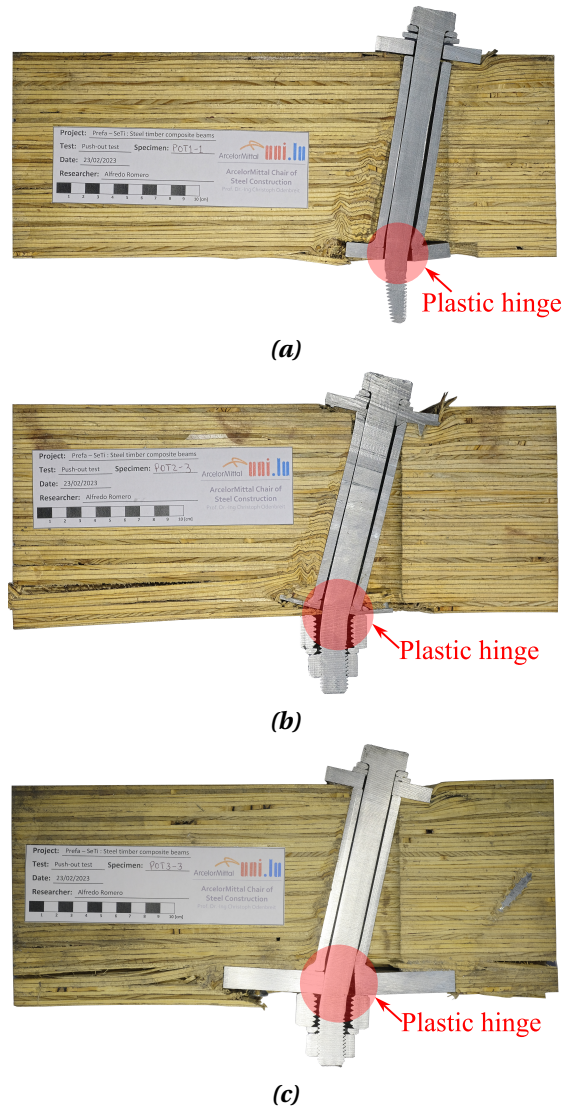 Project: Prefa – SeTi : Steel timber composite beams
Test: Push-out test Specimen: POT1-1
Date: 23/02/2023
Researcher: Alfredo Romero
1 2 3 4 5 6 7 8 9 10 [cm]
ArcelorMittal uni.lu
ArcelorMittal Chair of
Steel Construction
Plastic hinge
(a)
Project: Prefa – SeTi : Steel timber composite beams
Test: Push-out test Specimen: POT2-3
Date: 23/02/2023
Researcher: Alfredo Romero
1 2 3 4 5 6 7 8 9 10 [cm]
ArcelorMittal uni.lu
ArcelorMittal Chair of
Steel Construction
Plastic hinge
(b)
Project: Prefa – SeTi : Steel timber composite beams
Test: Push-out test Specimen: POT3-3
Date: 23/02/2023
Researcher: Alfredo Romero
1 2 3 4 5 6 7 8 9 10 [cm]
ArcelorMittal uni.lu
ArcelorMittal Chair of
Steel Construction
Plastic hinge
(c)